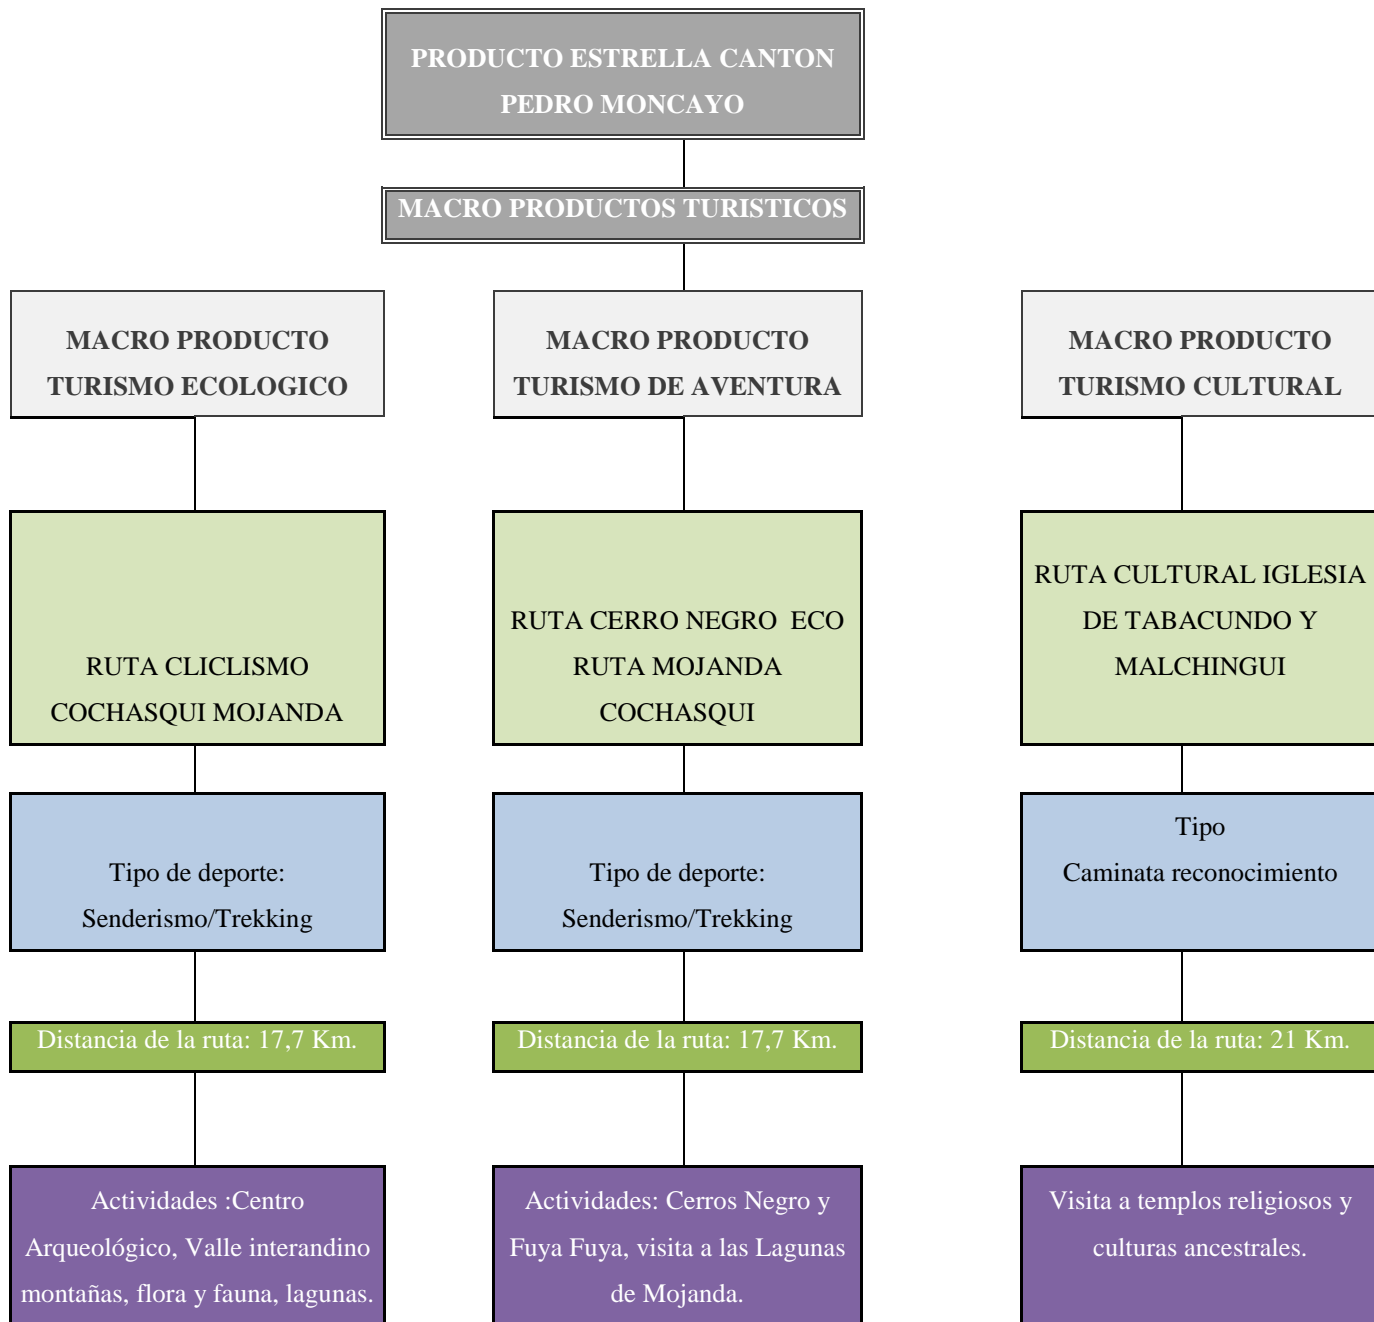 PRODUCTO ESTRELLA CANTON
PEDRO MONCAYO
MACRO PRODUCTOS TURISTICOS
MACRO PRODUCTO
TURISMO ECOLOGICO
MACRO PRODUCTO
TURISMO DE AVENTURA
MACRO PRODUCTO
TURISMO CULTURAL
RUTA CLICLISMO
COCHASQUI MOJANDA
RUTA CERRO NEGRO  ECO
RUTA MOJANDA
COCHASQUI
RUTA CULTURAL IGLESIA
DE TABACUNDO Y
MALCHINGUI
Tipo de deporte:
Senderismo/Trekking
Tipo de deporte:
Senderismo/Trekking
Tipo
Caminata reconocimiento
Distancia de la ruta: 17,7 Km.
Distancia de la ruta: 17,7 Km.
Distancia de la ruta: 21 Km.
Actividades :Centro
Arqueológico, Valle interandino
montañas, flora y fauna, lagunas.
Actividades: Cerros Negro y
Fuya Fuya, visita a las Lagunas
de Mojanda.
Visita a templos religiosos y
culturas ancestrales.